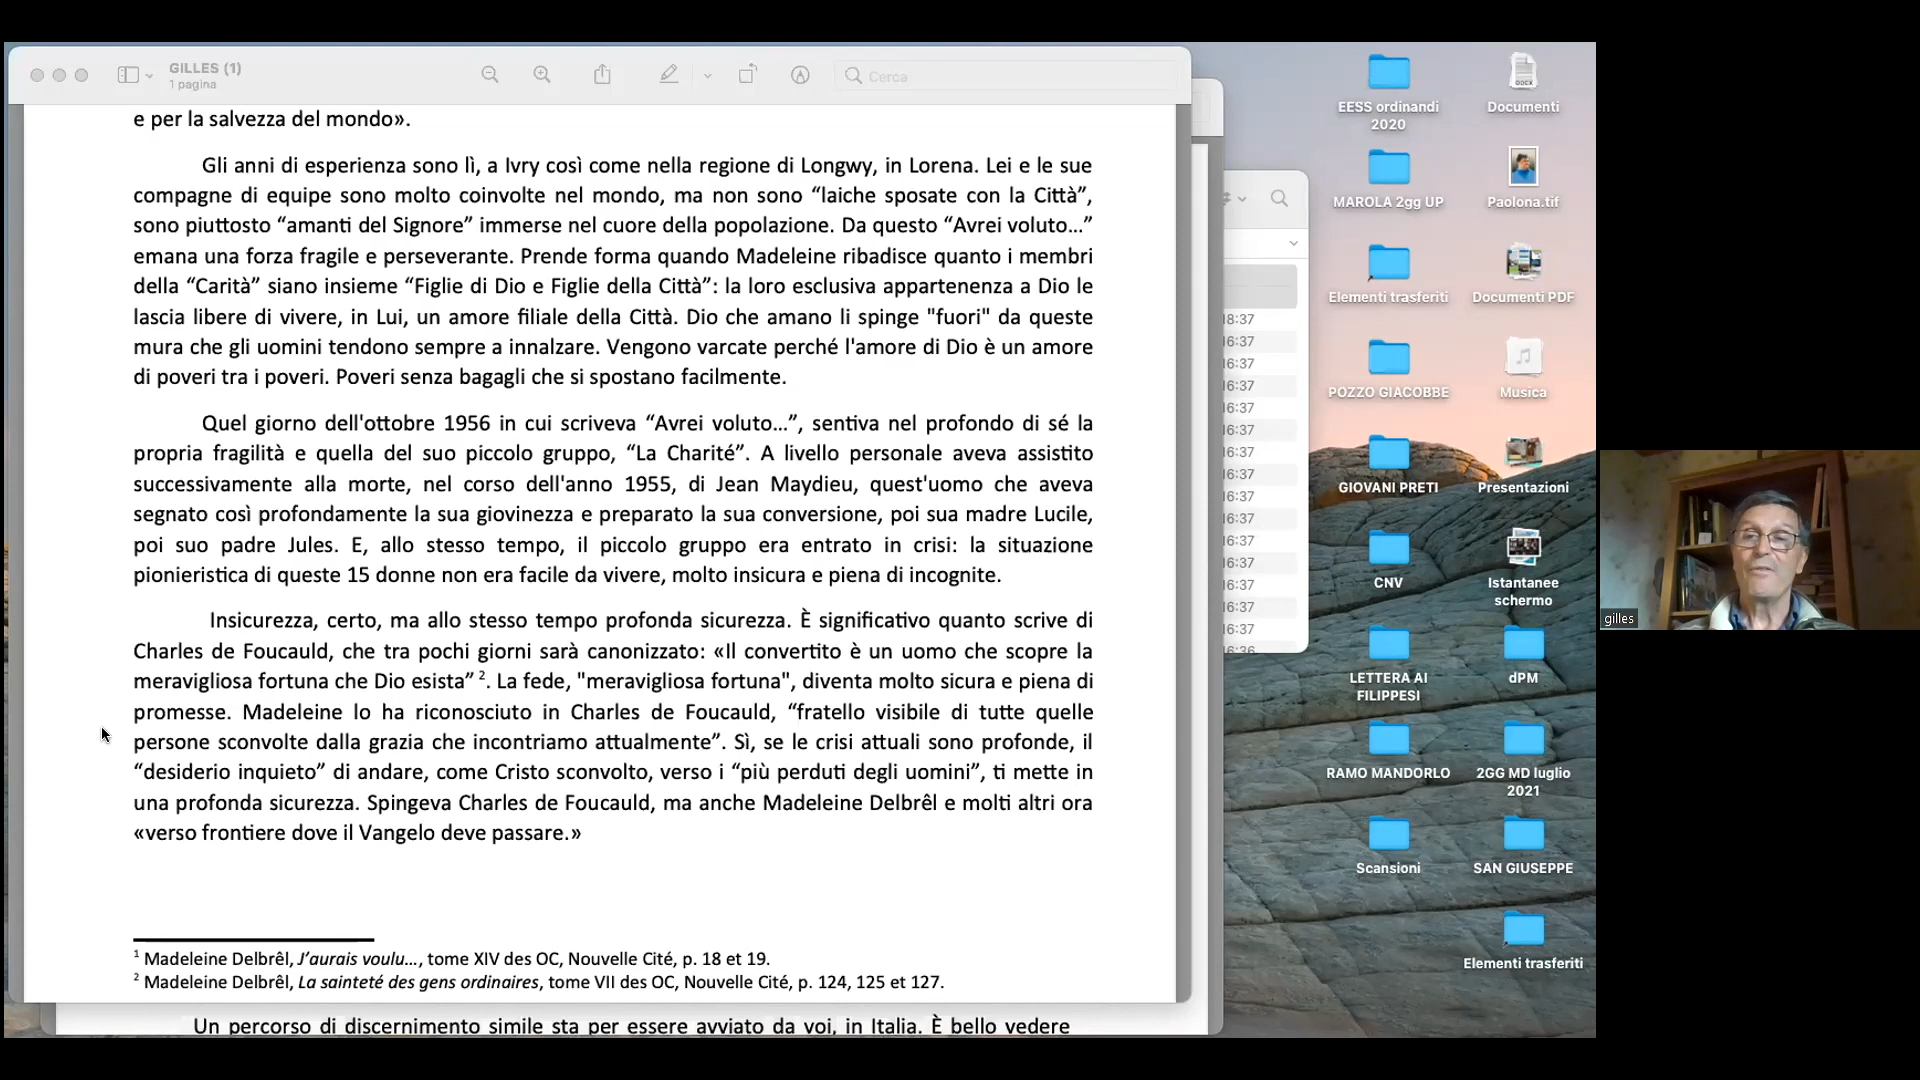 GILLES (1)
1 pagina
Cerca
e per la salvezza del mondo».
Gli anni di esperienza sono lì, a Ivry così come nella regione di Longwy, in Lorena. Lei e le sue
compagne di equipe sono molto coinvolte nel mondo, ma non sono “laiche sposate con la Città”,
sono piuttosto “amanti del Signore” immerse nel cuore della popolazione. Da questo “Avrei voluto…”
emana una forza fragile e perseverante. Prende forma quando Madeleine ribadisce quanto i membri
della “Carità” siano insieme “Figlie di Dio e Figlie della Città”: la loro esclusiva appartenenza a Dio le
lascia libere di vivere, in Lui, un amore filiale della Città. Dio che amano li spinge "fuori" da queste
mura che gli uomini tendono sempre a innalzare. Vengono varcate perché l'amore di Dio è un amore
di poveri tra i poveri. Poveri senza bagagli che si spostano facilmente.
Quel giorno dell'ottobre 1956 in cui scriveva “Avrei voluto…”, sentiva nel profondo di sé la
propria fragilità e quella del suo piccolo gruppo, “La Charité”. A livello personale aveva assistito
successivamente alla morte, nel corso dell'anno 1955, di Jean Maydieu, quest'uomo che aveva
segnato così profondamente la sua giovinezza e preparato la sua conversione, poi sua madre Lucile,
poi suo padre Jules. E, allo stesso tempo, il piccolo gruppo era entrato in crisi: la situazione
pionieristica di queste 15 donne non era facile da vivere, molto insicura e piena di incognite.
Insicurezza, certo, ma allo stesso tempo profonda sicurezza. È significativo quanto scrive di
Charles de Foucauld, che tra pochi giorni sarà canonizzato: «Il convertito è un uomo che scopre la
meravigliosa fortuna che Dio esista” 2. La fede, "meravigliosa fortuna", diventa molto sicura e piena di
promesse. Madeleine lo ha riconosciuto in Charles de Foucauld, “fratello visibile di tutte quelle
persone sconvolte dalla grazia che incontriamo attualmente”. Sì, se le crisi attuali sono profonde, il
“desiderio inquieto” di andare, come Cristo sconvolto, verso i “più perduti degli uomini”, ti mette in
una profonda sicurezza. Spingeva Charles de Foucauld, ma anche Madeleine Delbrêl e molti altri ora
«verso frontiere dove il Vangelo deve passare.»
1 Madeleine Delbrêl, J’aurais voulu…, tome XIV des OC, Nouvelle Cité, p. 18 et 19.
2 Madeleine Delbrêl, La sainteté des gens ordinaires, tome VII des OC, Nouvelle Cité, p. 124, 125 et 127.
Un percorso di discernimento simile sta per essere avviato da voi, in Italia. È bello vedere
EESS ordinandi
2020
Documenti
MAROLA 2gg UP
Paolona.tif
Elementi trasferiti
Documenti PDF
POZZO GIACOBBE
Musica
GIOVANI PRETI
Presentazioni
CNV
Istantanee
schermo
LETTERA AI
FILIPPESI
dPM
RAMO MANDORLO
2GG MD luglio
2021
Scansioni
SAN GIUSEPPE
Elementi trasferiti
gilles